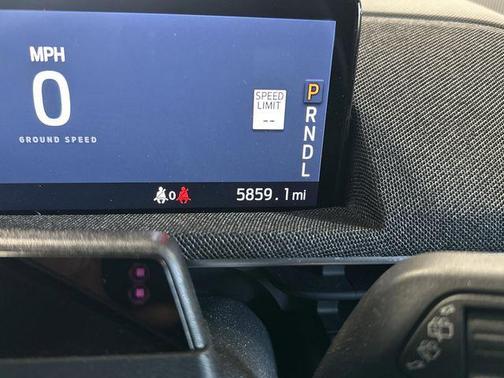 MPH
0
GROUND SPEED
SPEED
LIMIT
--
P
R
N
D
L
0
5859.1mi